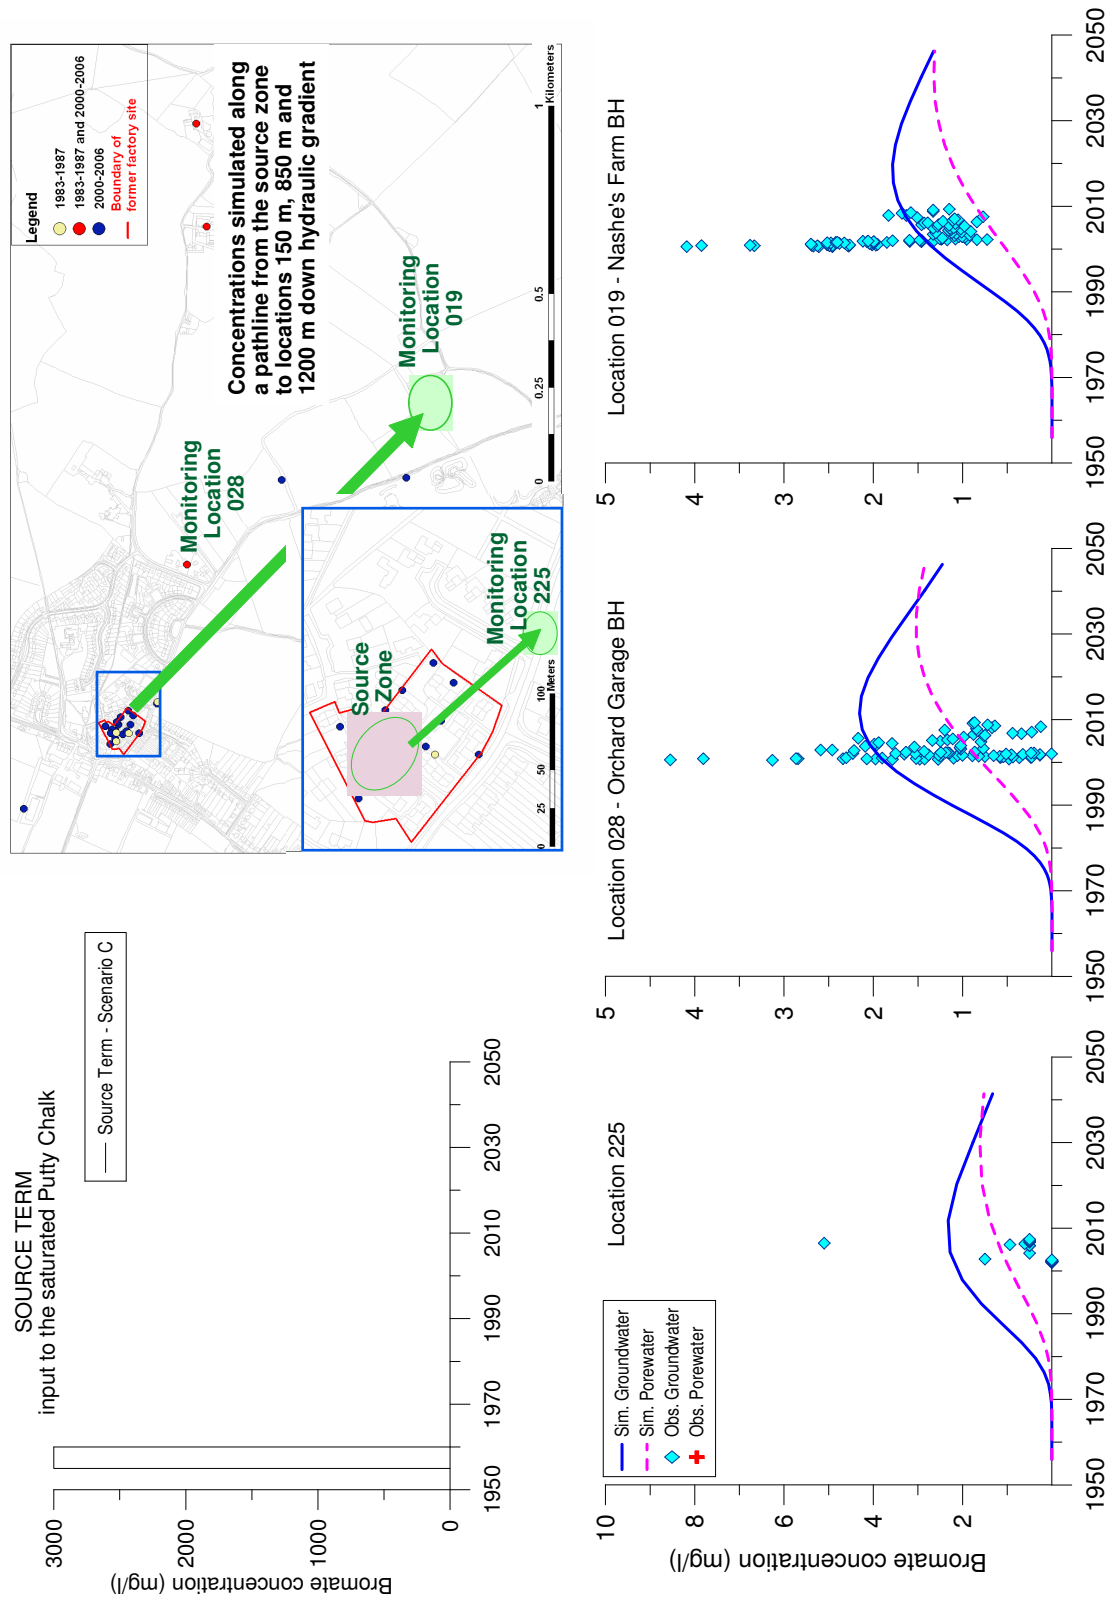 SOURCE TERM
input to the saturated Putty Chalk
Bromate concentration (mg/l)
3000
2000
1000
0
1950
1970
1990
2010
2030
2050
Source Term - Scenario C
Legend
1983-1987
1983-1987 and 2000-2006
2000-2006
Boundary of
former factory site
Concentrations simulated along
a pathline from the source zone
to locations 150 m, 850 m and
1200 m down hydraulic gradient
Monitoring
Location
028
Monitoring
Location
019
Source
Zone
Monitoring
Location
225
0
25
50
100
Meters
0
0.25
0.5
1
Kilometers
Location 225
Sim. Groundwater
Sim. Porewater
Obs. Groundwater
Obs. Porewater
Bromate concentration (mg/l)
10
8
6
4
2
1950
1970
1990
2010
2030
2050
Location 028 - Orchard Garage BH
5
4
3
2
1
1950
1970
1990
2010
2030
2050
Location 019 - Nashe's Farm BH
5
4
3
2
1
1950
1970
1990
2010
2030
2050